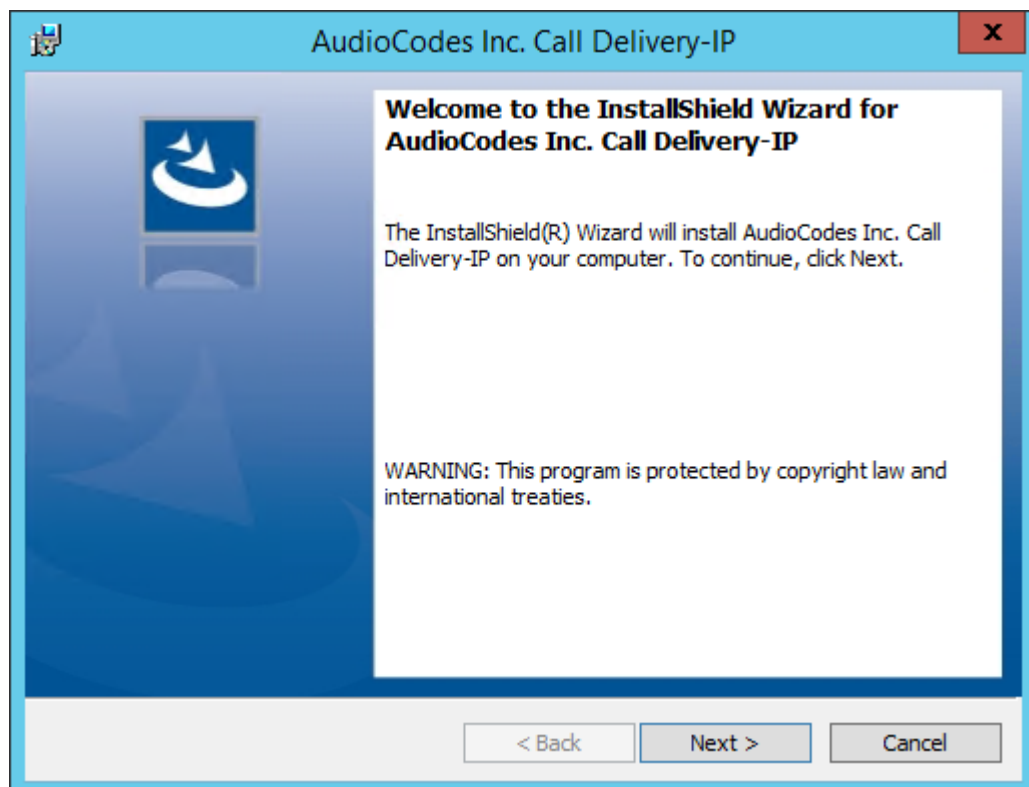 AudioCodes Inc. Call Delivery-IP
x
Welcome to the InstallShield Wizard for
AudioCodes Inc. Call Delivery-IP
The InstallShield(R) Wizard will install AudioCodes Inc. Call
Delivery-IP on your computer. To continue, click Next.
WARNING: This program is protected by copyright law and
international treaties.
< Back Next > Cancel